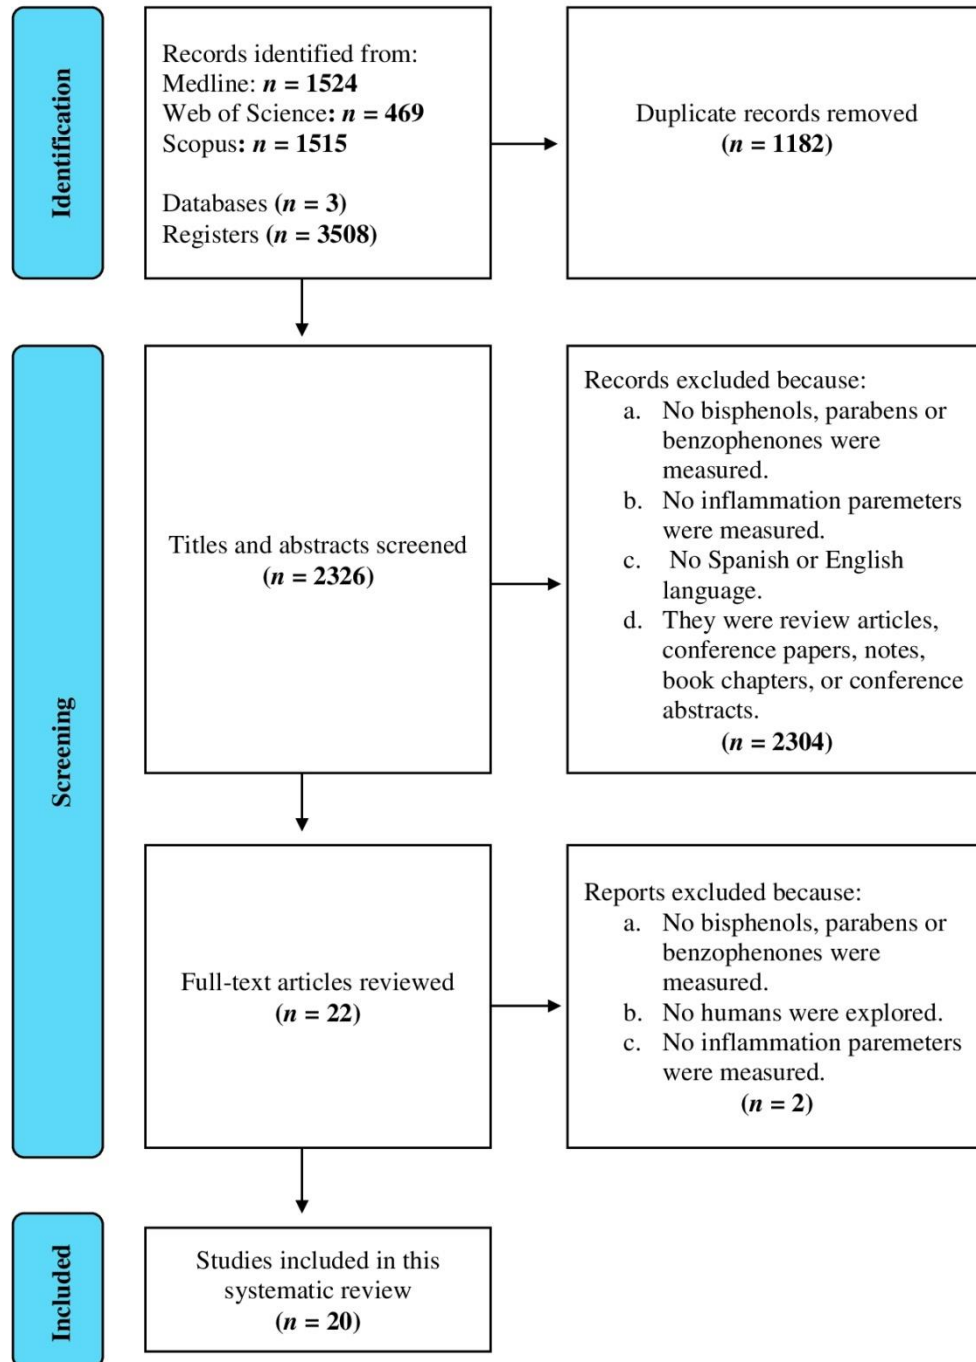 Identification
Records identified from:
Medline: n = 1524
Web of Science: n = 469
Scopus: n = 1515
Databases (n = 3)
Registers (n = 3508)
Duplicate records removed
(n = 1182)
Screening
Titles and abstracts screened
(n = 2326)
Records excluded because:
a. No bisphenols, parabens or
benzophenones were
measured.
b. No inflammation paremeters
were measured.
c. No Spanish or English
language.
d. They were review articles,
conference papers, notes,
book chapters, or conference
abstracts.
(n = 2304)
Full-text articles reviewed
(n = 22)
Reports excluded because:
a. No bisphenols, parabens or
benzophenones were
measured.
b. No humans were explored.
c. No inflammation paremeters
were measured.
(n = 2)
Included
Studies included in this
systematic review
(n = 20)